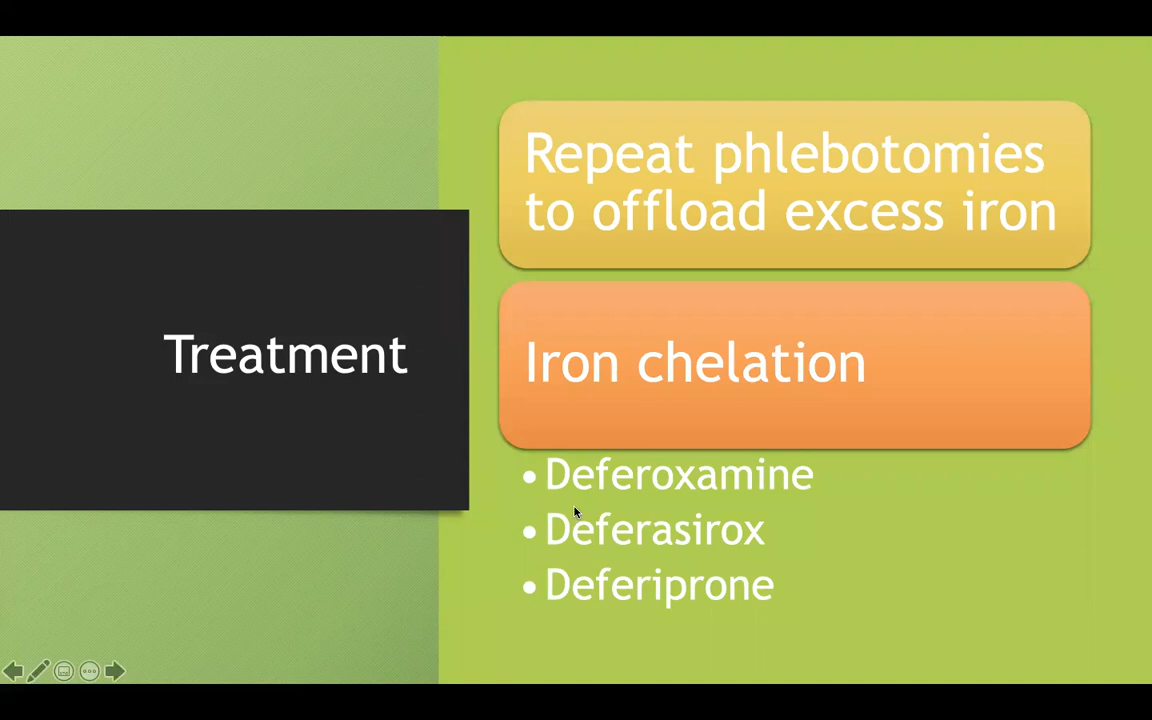 Treatment
Repeat phlebotomies
to offload excess iron
Iron chelation
•Deferoxamine
•Deferasirox
•Deferiprone